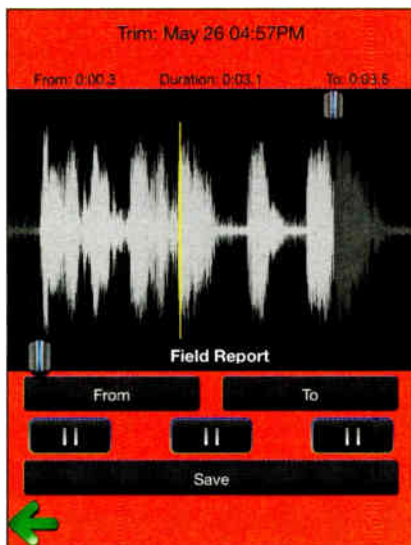 Trim: May 26 04:57PM
From: 0:00.3 Duration: 0:03.1 To: 0:03.5
Field Report
From To
Save